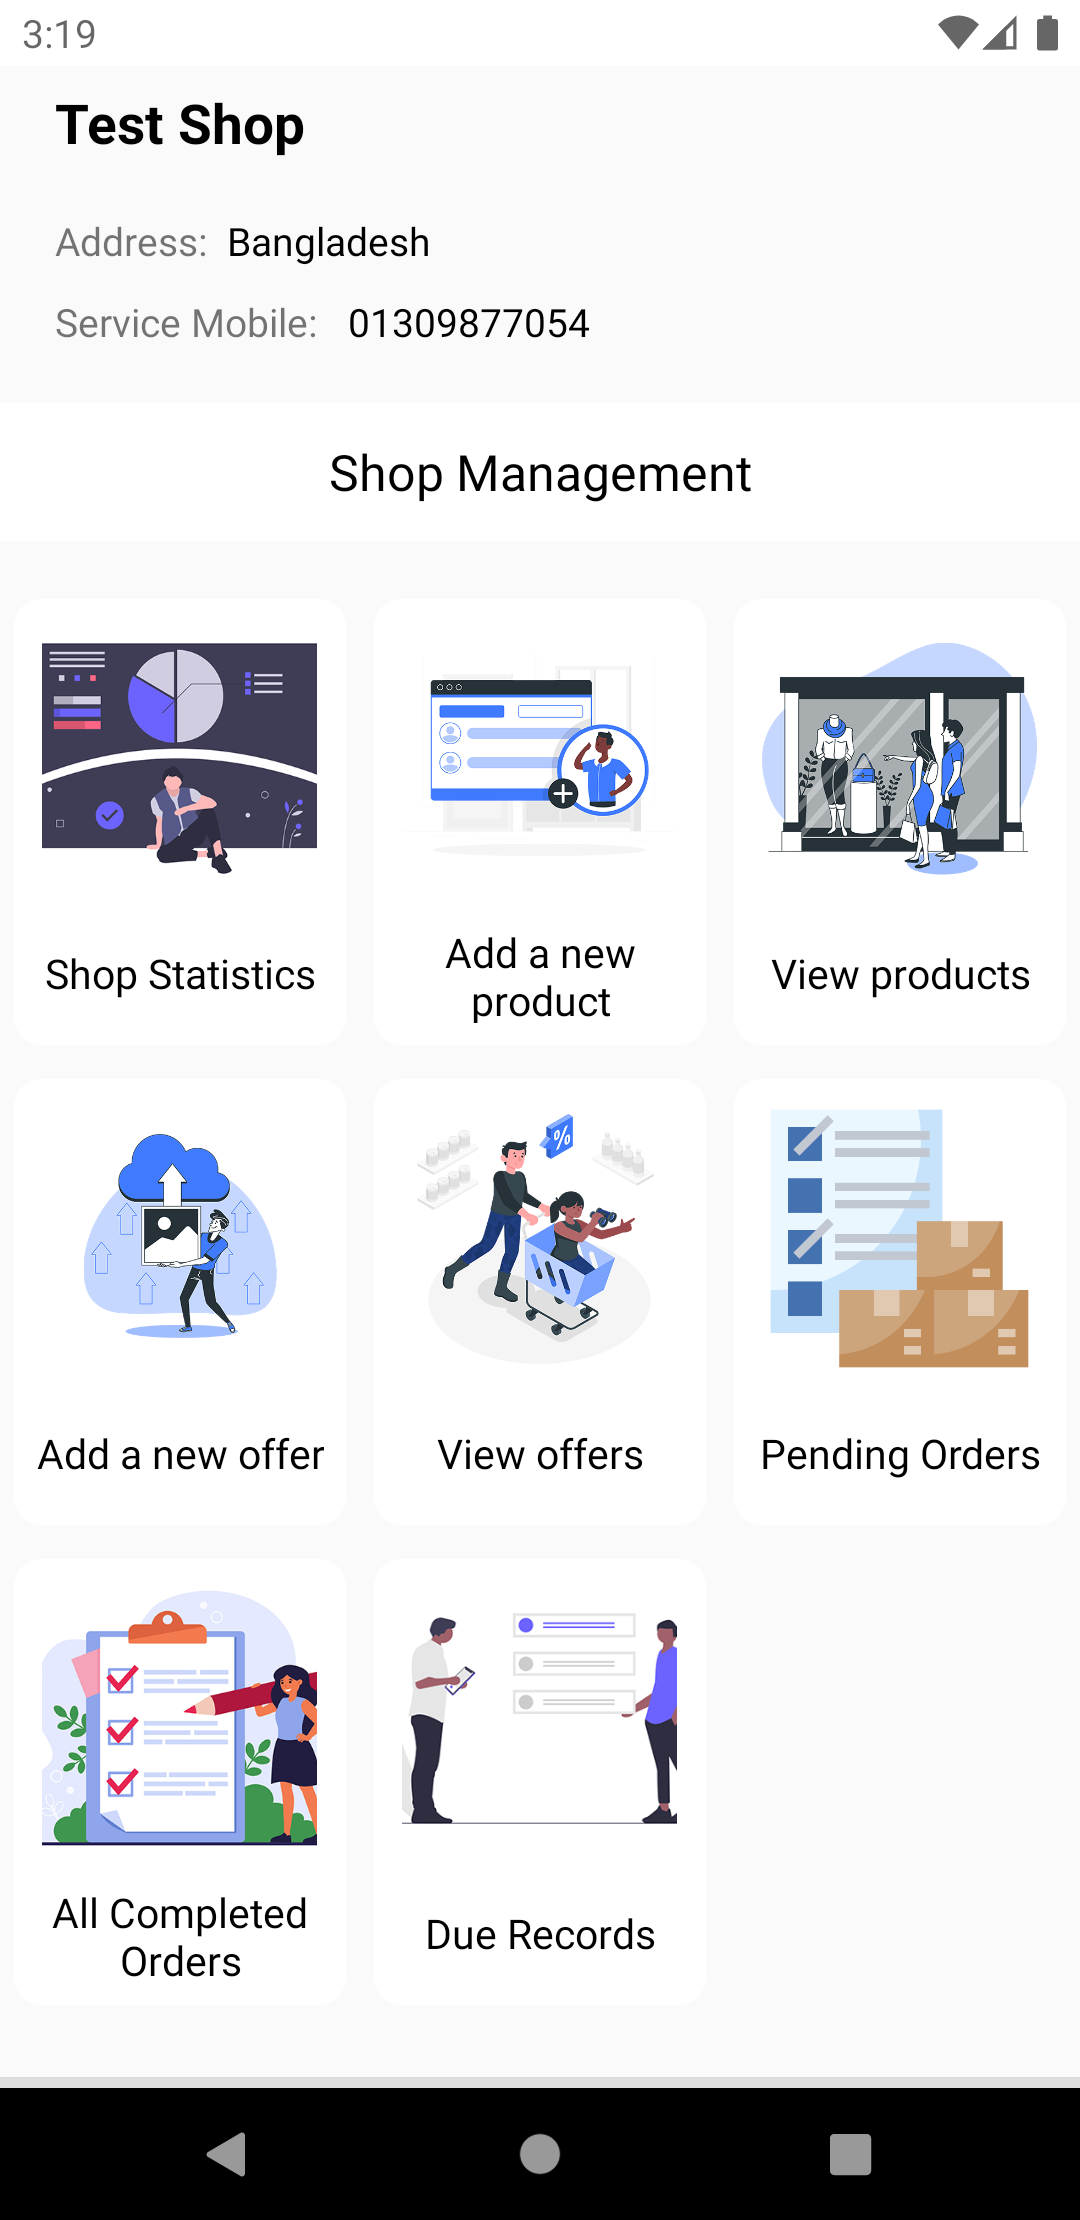 3:19
Test Shop
Address: Bangladesh
Service Mobile: 01309877054
Shop Management
Shop Statistics
Add a new
product
View products
%
Add a new offer
View offers
Pending Orders
All Completed
Orders
Due Records